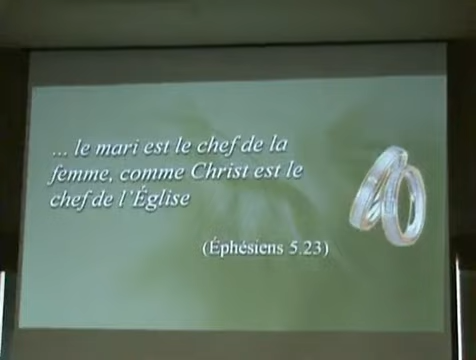 ... le mari est le chef de la
femme, comme Christ est le
chef de l'Église
(Éphésiens 5.23)